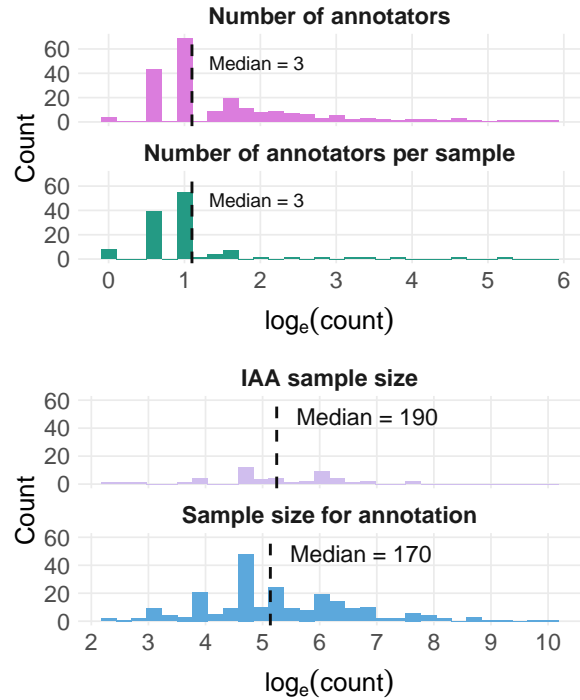 Number of annotators
60
40
20
0
Median = 3
Number of annotators per sample
60
40
20
0
Median = 3
Count
0 1 2 3 4 5 6
logₑ(count)
IAA sample size
60
40
20
0
Median = 190
Sample size for annotation
60
40
20
0
Median = 170
Count
2 3 4 5 6 7 8 9 10
logₑ(count)